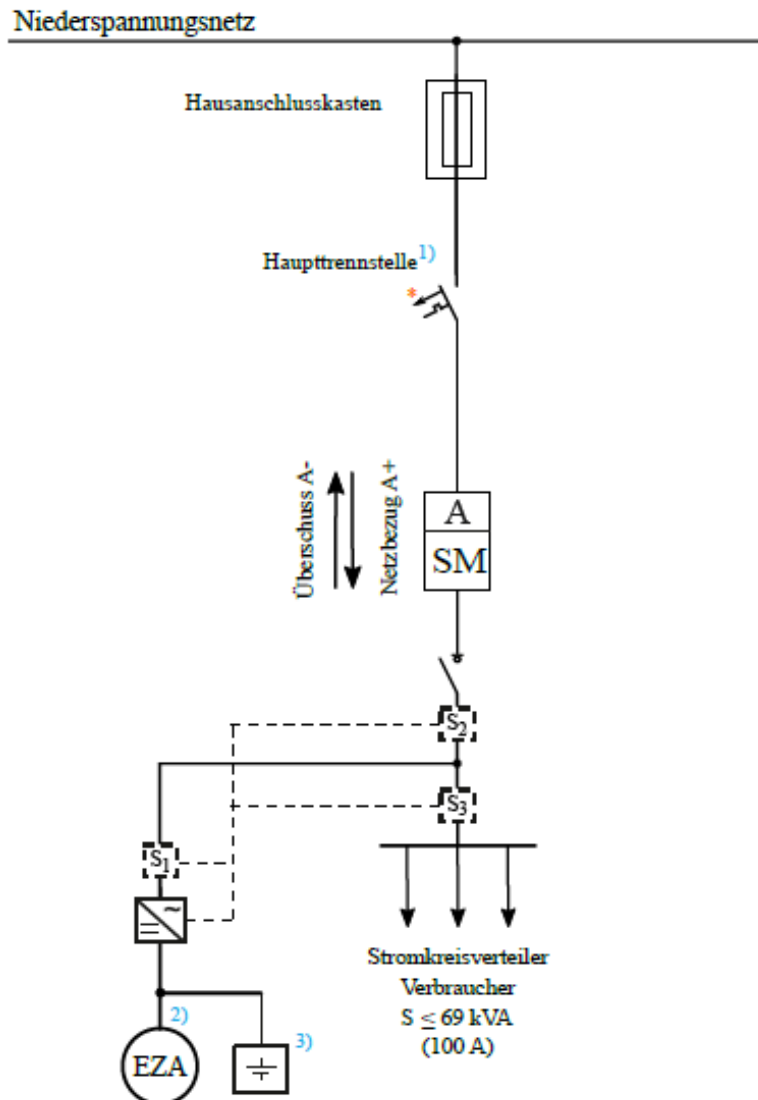 Niederspannungsnetz
Hausanschlusskasten
Haupttrennstelle 1)
*
Überschuss A-
Netzbezug A+
A
SM
S2
S3
S1
~
=
2)
EZA
3)
Stromkreisverteiler
Verbraucher
S ≤ 69 kVA
(100 A)